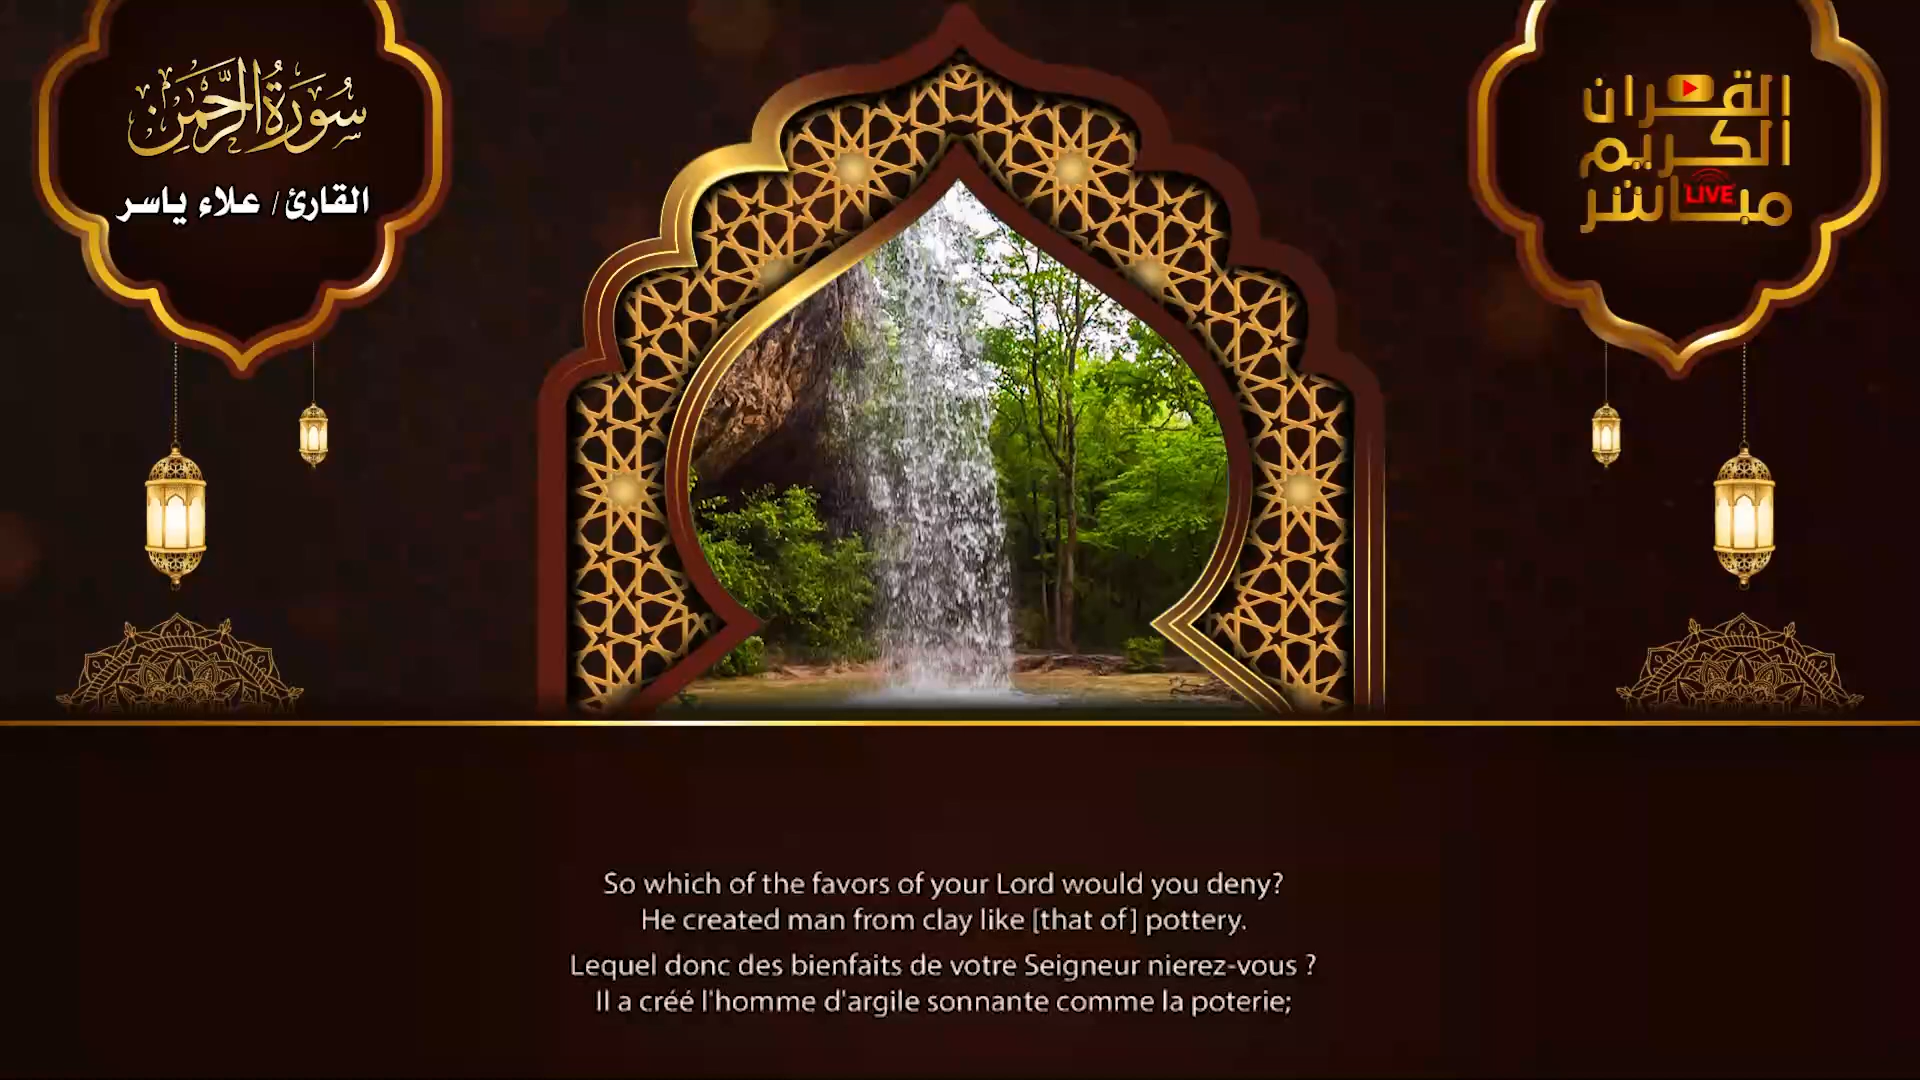 سُورَةُ الرَّحْمَٰن
القارئ / علاء ياسر
القران
الكريم
مباشر
LIVE
So which of the favors of your Lord would you deny?
He created man from clay like [that of] pottery.
Lequel donc des bienfaits de votre Seigneur nierez-vous ?
Il a créé l'homme d'argile sonnante comme la poterie;